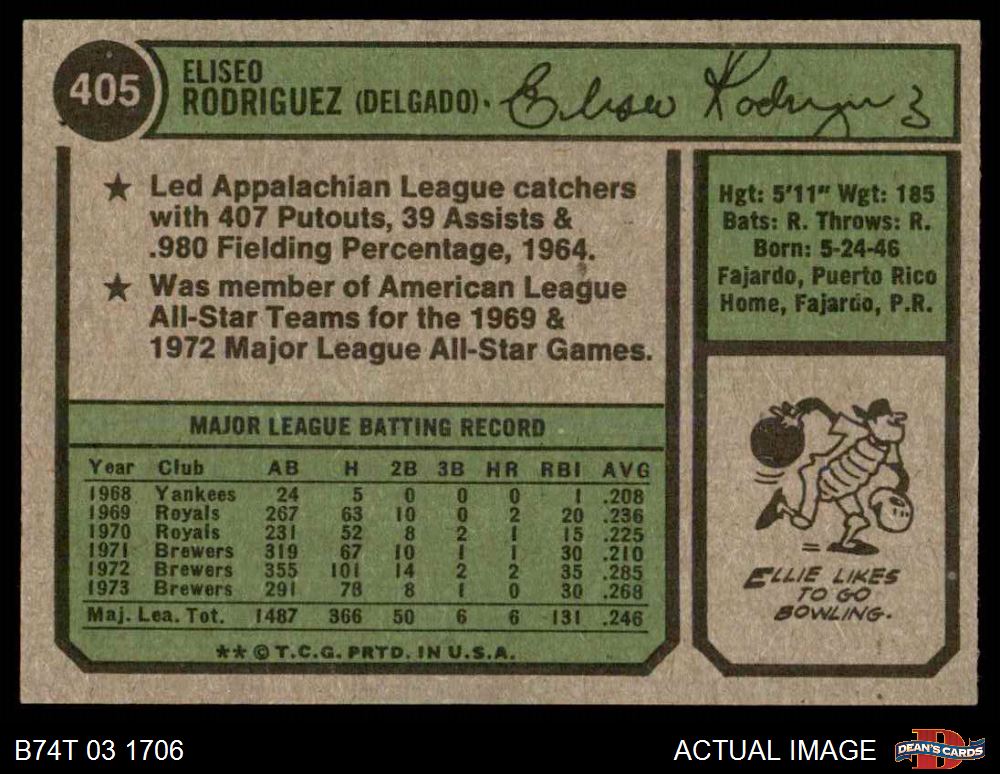 405
ELISEO
RODRIGUEZ (DELGADO)• Eliseo Rodriguez
★ Led Appalachian League catchers
with 407 Putouts, 39 Assists &
.980 Fielding Percentage, 1964.
★ Was member of American League
All-Star Teams for the 1969 &
1972 Major League All-Star Games.
Hgt: 5'11" Wgt: 185
Bats: R. Throws: R.
Born: 5-24-46
Fajardo, Puerto Rico
Home, Fajardo, P.R.
MAJOR LEAGUE BATTING RECORD
Year Club AB H 2B 3B HR RBI AVG
1968 Yankees 24 5 0 0 0 1 .208
1969 Royals 267 63 10 0 2 20 .236
1970 Royals 231 52 8 2 1 15 .225
1971 Brewers 319 67 10 1 1 30 .210
1972 Brewers 355 101 14 2 2 35 .285
1973 Brewers 291 78 8 1 0 30 .268
Maj. Lea. Tot. 1487 366 50 6 6 131 .246
**©T.C.G. PRTD. IN U.S.A.
ELLIE LIKES
TO GO
BOWLING.
B74T 03 1706
ACTUAL IMAGE
DEAN'S CARDS